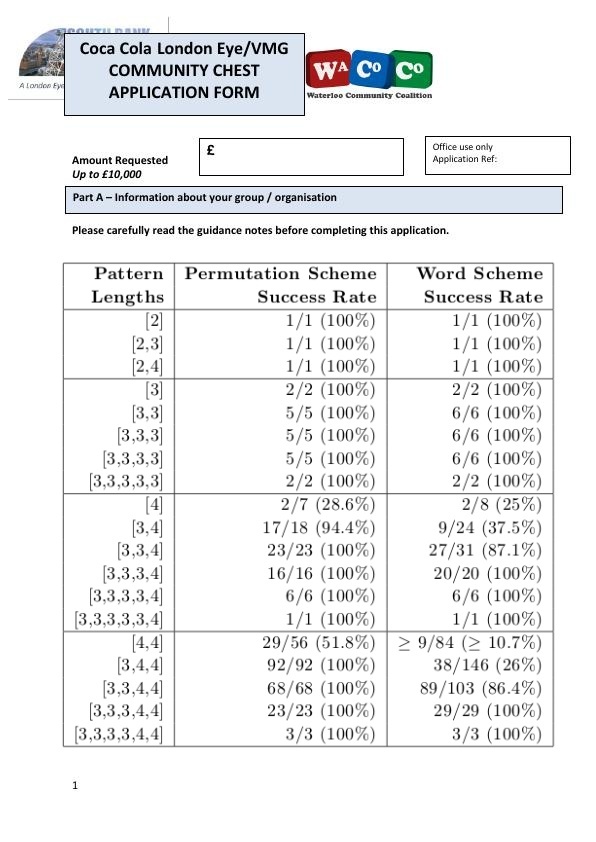 SOUTH BANK
A London Eye
Coca Cola London Eye/VMG
COMMUNITY CHEST
APPLICATION FORM
WA CO CO
Waterloo Community Coalition
Amount Requested
Up to £10,000
£
Office use only
Application Ref:
Part A – Information about your group / organisation
Please carefully read the guidance notes before completing this application.
Pattern Lengths Permutation Scheme Success Rate Word Scheme Success Rate
[2] 1/1 (100%) 1/1 (100%)
[2,3] 1/1 (100%) 1/1 (100%)
[2,4] 1/1 (100%) 1/1 (100%)
[3] 2/2 (100%) 2/2 (100%)
[3,3] 5/5 (100%) 6/6 (100%)
[3,3,3] 5/5 (100%) 6/6 (100%)
[3,3,3,3] 5/5 (100%) 6/6 (100%)
[3,3,3,3,3] 2/2 (100%) 2/2 (100%)
[4] 2/7 (28.6%) 2/8 (25%)
[3,4] 17/18 (94.4%) 9/24 (37.5%)
[3,3,4] 23/23 (100%) 27/31 (87.1%)
[3,3,3,4] 16/16 (100%) 20/20 (100%)
[3,3,3,3,4] 6/6 (100%) 6/6 (100%)
[3,3,3,3,3,4] 1/1 (100%) 1/1 (100%)
[4,4] 29/56 (51.8%) ≥ 9/84 (≥ 10.7%)
[3,4,4] 92/92 (100%) 38/146 (26%)
[3,3,4,4] 68/68 (100%) 89/103 (86.4%)
[3,3,3,4,4] 23/23 (100%) 29/29 (100%)
[3,3,3,3,4,4] 3/3 (100%) 3/3 (100%)
1